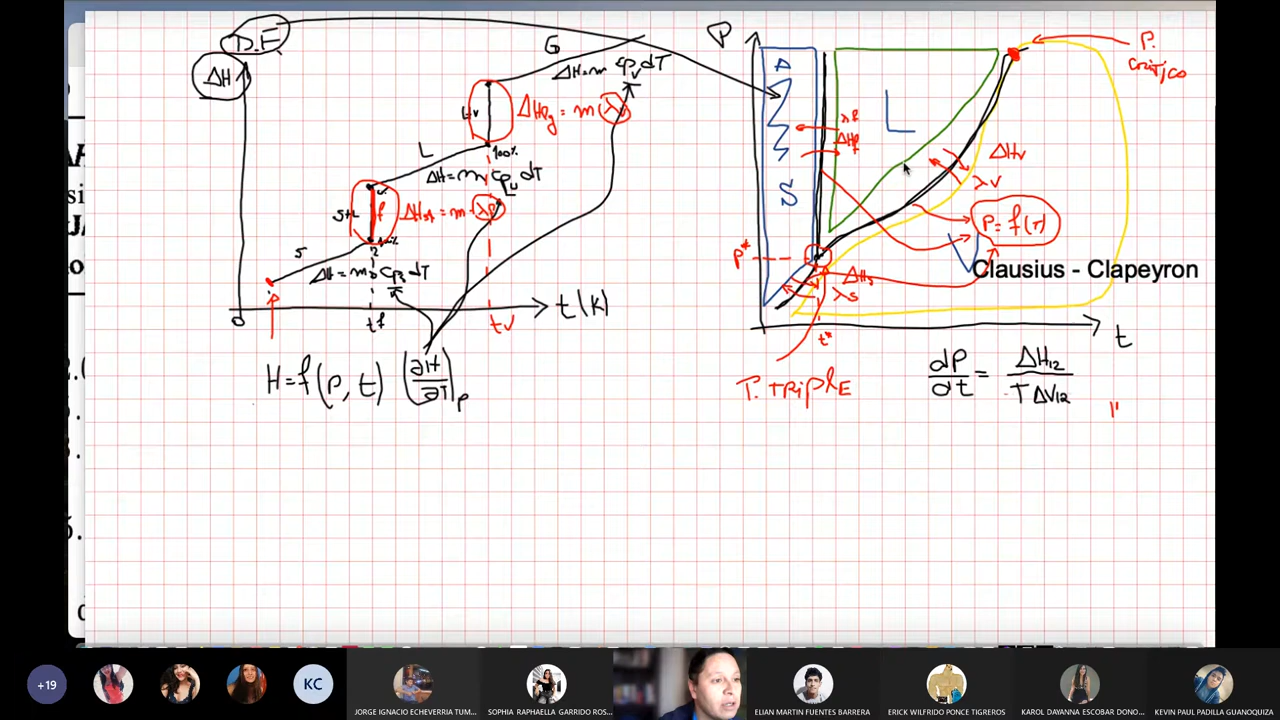 D.E
ΔH
G
ΔH=m cpv dT
L+V
ΔHlg = m λv
100%
L
ΔH=m cpL dT
S+L
f
ΔHsl = m·λf
S
ΔH = m cps dT
p
0
tf
tv
t(K)
H=f(p, t) (∂H/∂T)p
P
P. CRÍTICO
L
S
λf
ΔHf
ΔHv
λv
P=f(T)
V
P*
ΔHs
λs
Clausius - Clapeyron
t*
t
T. TRIPLE
dP/dt = ΔH12/TΔV12
+19
KC
JORGE IGNACIO ECHEVERRIA TUM...
SOPHIA RAPHAELLA GARRIDO ROS...
ELIAN MARTIN FUENTES BARRERA
ERICK WILFRIDO PONCE TIGREROS
KAROL DAYANNA ESCOBAR DONO...
KEVIN PAUL PADILLA GUANOQUIZA